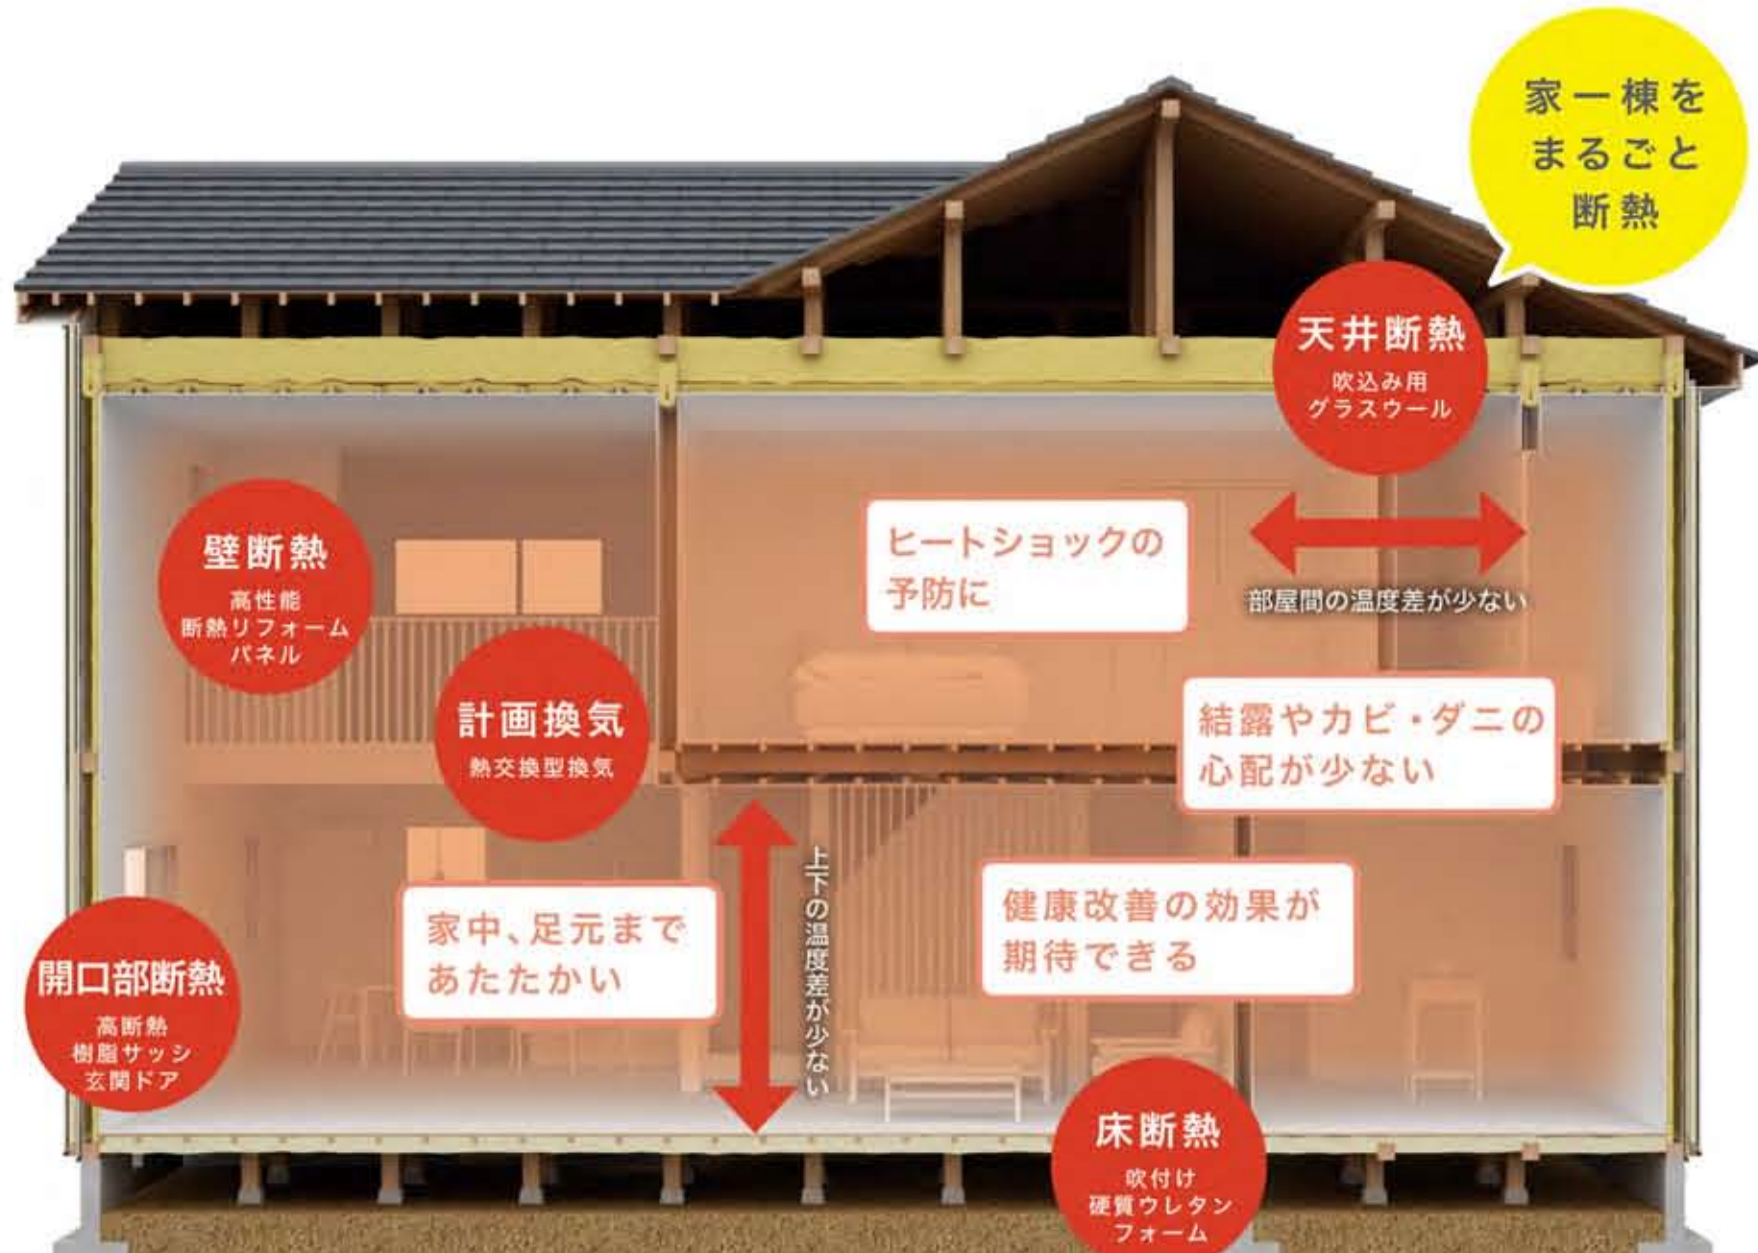 家一棟を
まるごと
断熱
天井断熱
吹込み用
グラスウール
壁断熱
高性能
断熱リフォーム
パネル
ヒートショックの
予防に
部屋間の温度差が少ない
計画換気
熱交換型換気
結露やカビ・ダニの
心配が少ない
家中、足元まで
あたたかい
上下の温度差が少ない
健康改善の効果が
期待できる
開口部断熱
高断熱
樹脂サッシ
玄関ドア
床断熱
吹付け
硬質ウレタン
フォーム